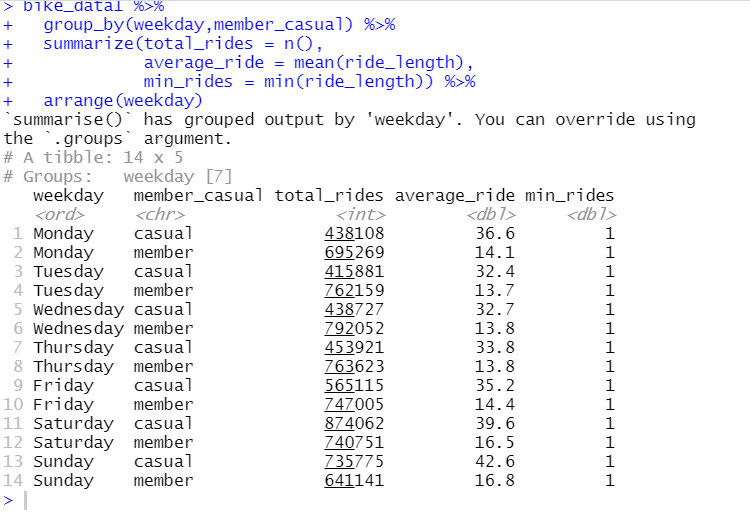 > bike_data1 %>%
+   group_by(weekday,member_casual) %>%
+   summarize(total_rides = n(),
+             average_ride = mean(ride_length),
+             min_rides = min(ride_length)) %>%
+   arrange(weekday)
`summarise()` has grouped output by 'weekday'. You can override using
the `.groups` argument.
# A tibble: 14 x 5
# Groups:   weekday [7]
   weekday   member_casual total_rides average_ride min_rides
   <ord>     <chr>               <int>        <dbl>     <dbl>
 1 Monday    casual             438108         36.6         1
 2 Monday    member             695269         14.1         1
 3 Tuesday   casual             415881         32.4         1
 4 Tuesday   member             762159         13.7         1
 5 Wednesday casual             438727         32.7         1
 6 Wednesday member             792052         13.8         1
 7 Thursday  casual             453921         33.8         1
 8 Thursday  member             763623         13.8         1
 9 Friday    casual             565115         35.2         1
10 Friday    member             747005         14.4         1
11 Saturday  casual             874062         39.6         1
12 Saturday  member             740751         16.5         1
13 Sunday    casual             735775         42.6         1
14 Sunday    member             641141         16.8         1
>